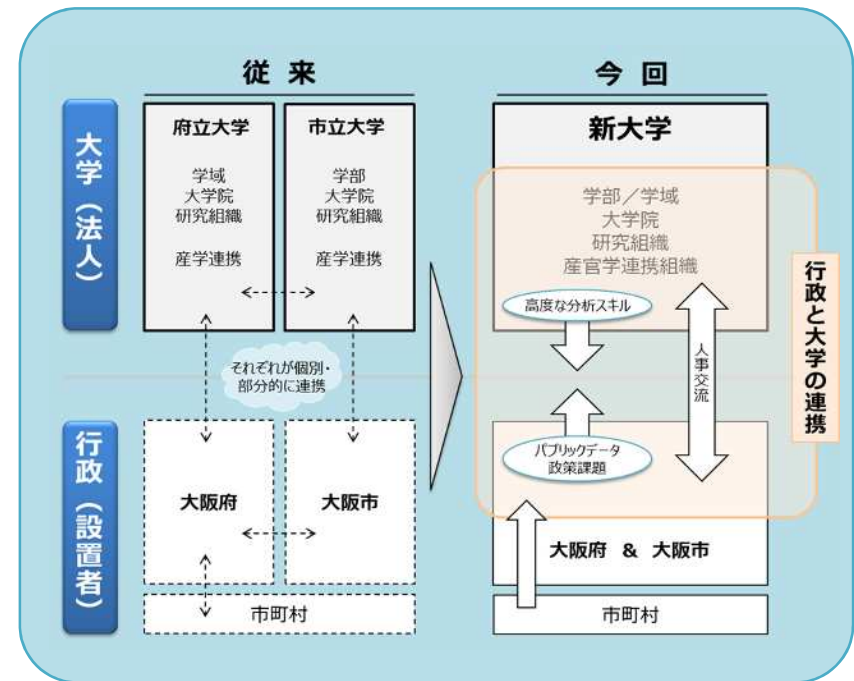 従来
今回
大学（法人）
府立大学
学域
大学院
研究組織
産学連携
市立大学
学部
大学院
研究組織
産学連携
新大学
学部／学域
大学院
研究組織
産官学連携組織
高度な分析スキル
人事交流
行政と大学の連携
それぞれが個別・
部分的に連携
行政（設置者）
大阪府
大阪市
市町村
パブリックデータ
政策課題
大阪府 & 大阪市
市町村